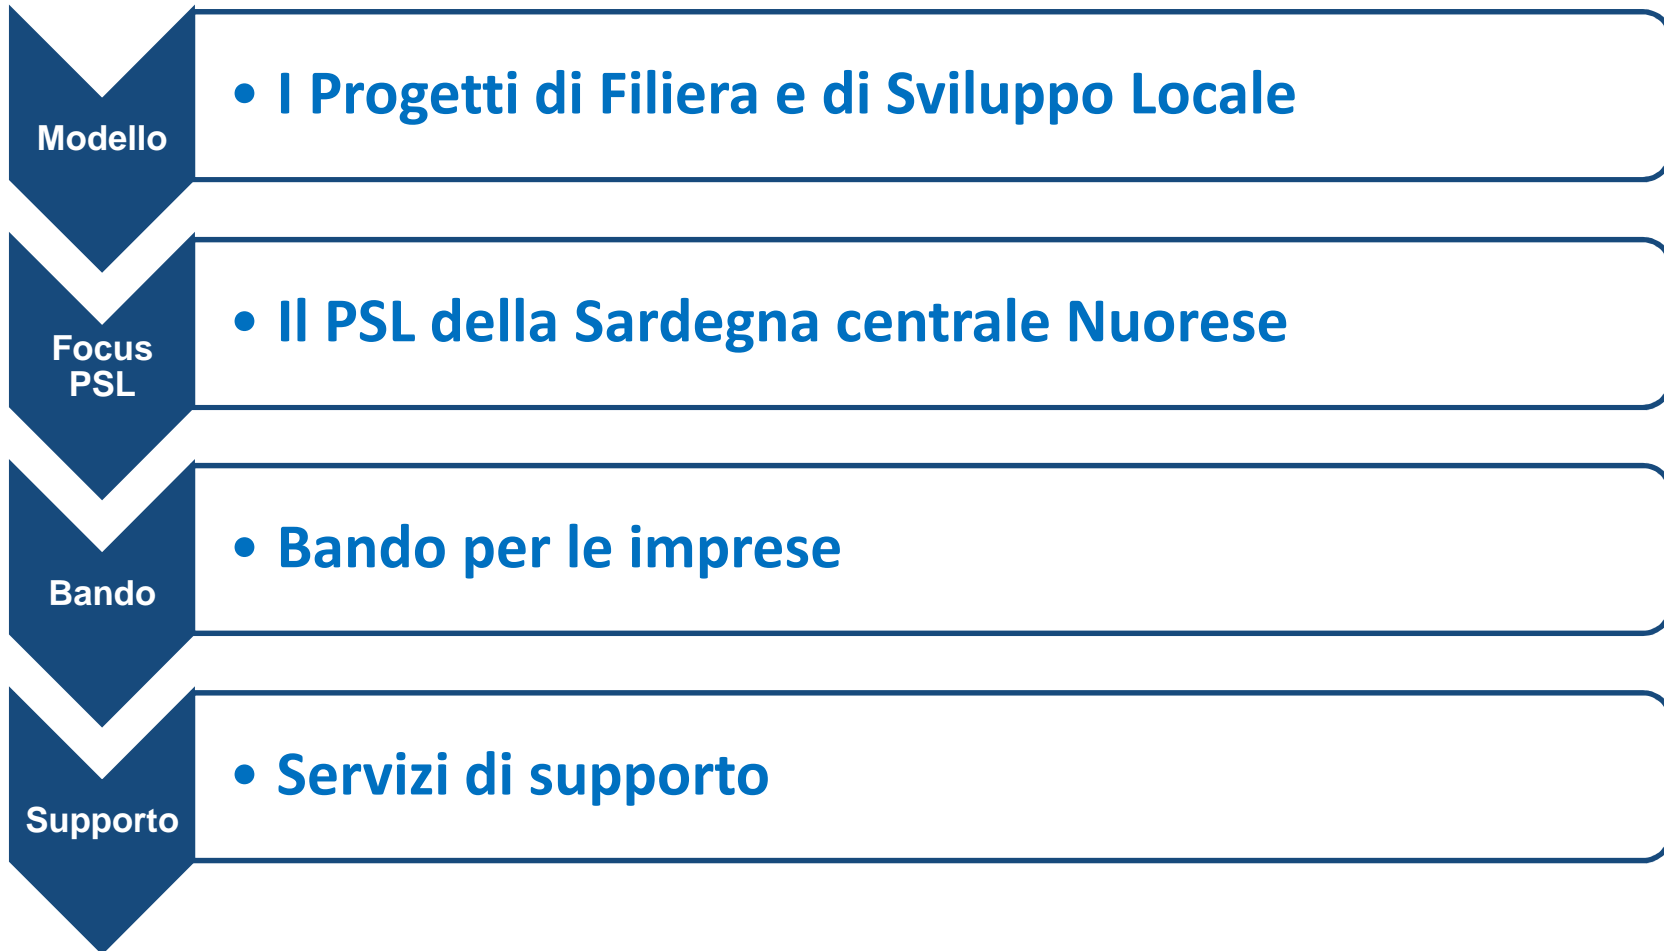 Modello
• I Progetti di Filiera e di Sviluppo Locale
Focus
PSL
• Il PSL della Sardegna centrale Nuorese
Bando
• Bando per le imprese
Supporto
• Servizi di supporto